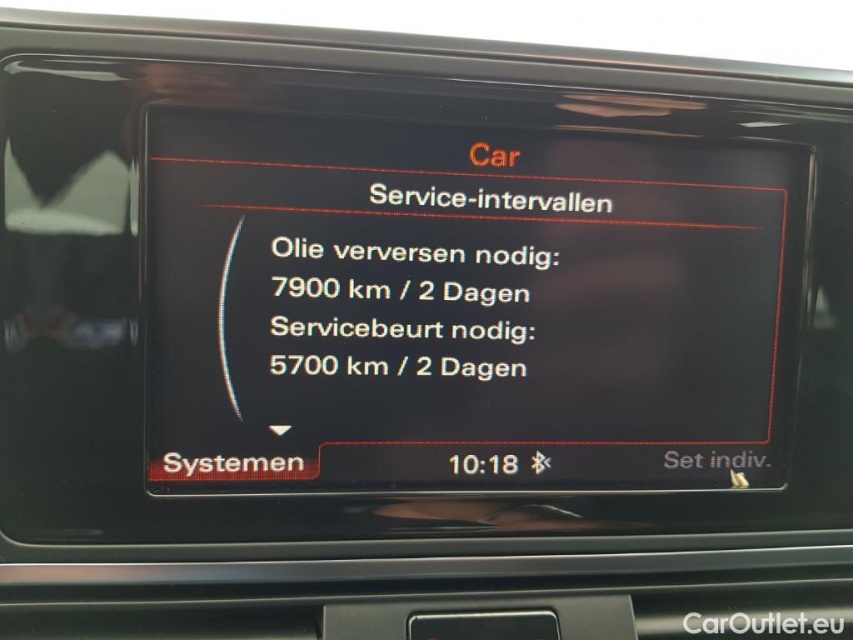 Car
Service-intervallen
Olie verversen nodig:
7900 km / 2 Dagen
Servicebeurt nodig:
5700 km / 2 Dagen
Systemen
10:18
Set indiv.
CarOutlet.eu